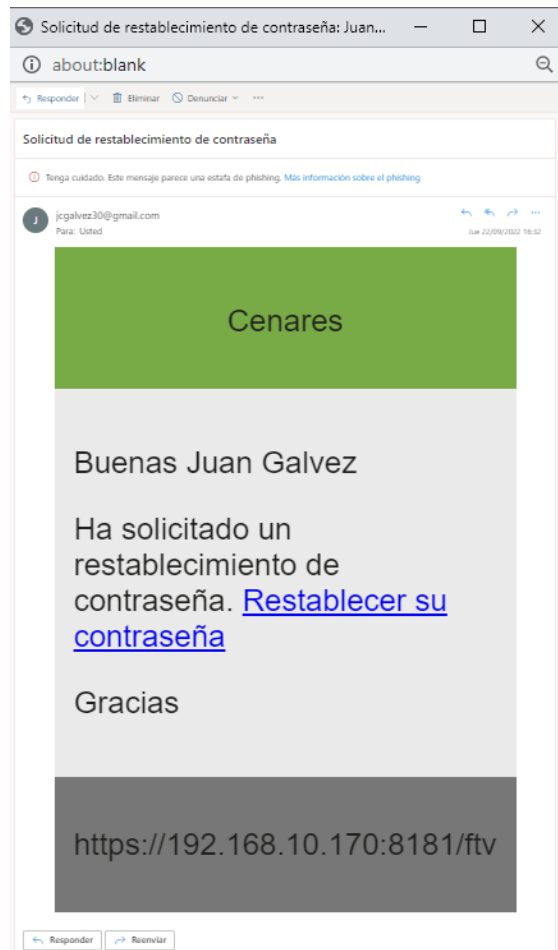 Solicitud de restablecimiento de contraseña: Juan...
about:blank
Responder Eliminar Denunciar ...
Solicitud de restablecimiento de contraseña
Tenga cuidado. Este mensaje parece una estafa de phishing. Más información sobre el phishing
J jcgalvez30@gmail.com
Para: Usted
Jue 22/09/2022 16:32
Cenares
Buenas Juan Galvez
Ha solicitado un
restablecimiento de
contraseña. Restablecer su
contraseña
Gracias
https://192.168.10.170:8181/ftv
Responder Reenviar